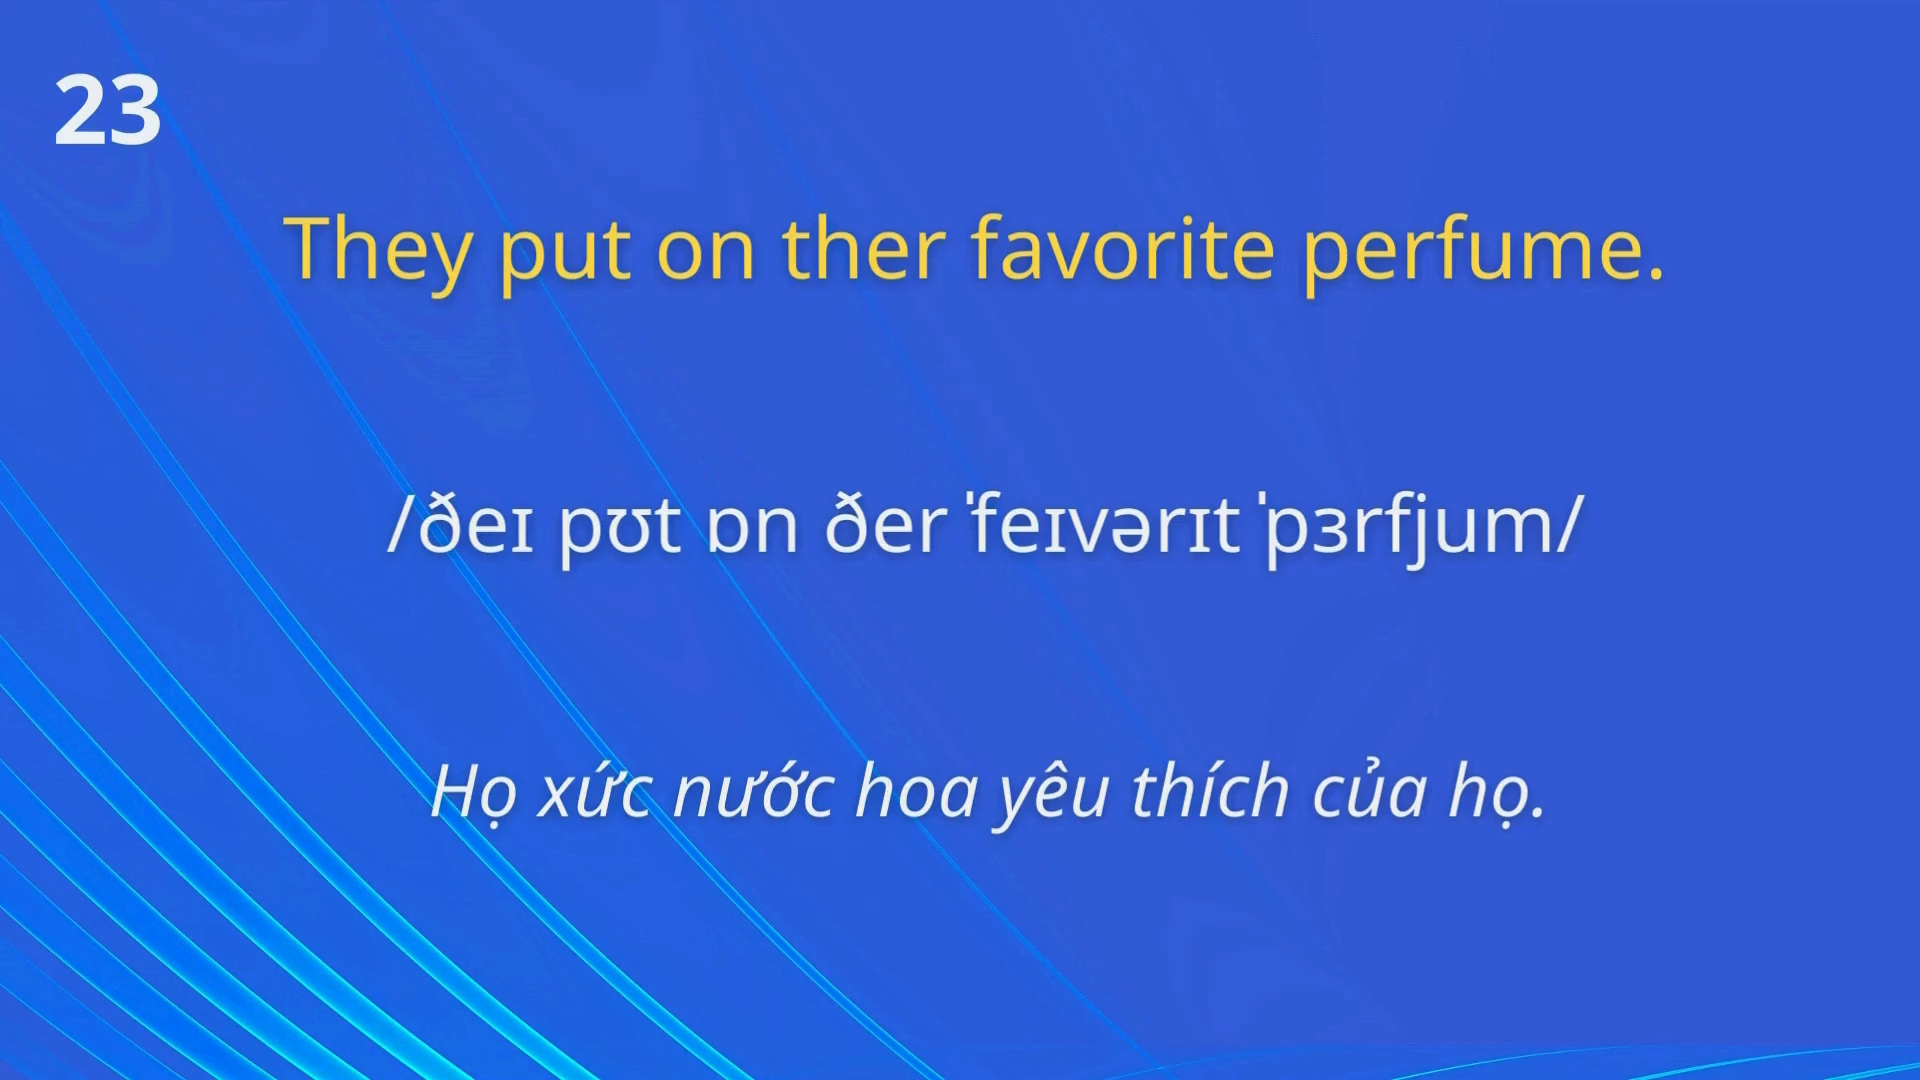 23
They put on ther favorite perfume.
/ðeɪ pʊt ɒn ðer ˈfeɪvərɪt ˈpɜrfjum/
Họ xức nước hoa yêu thích của họ.